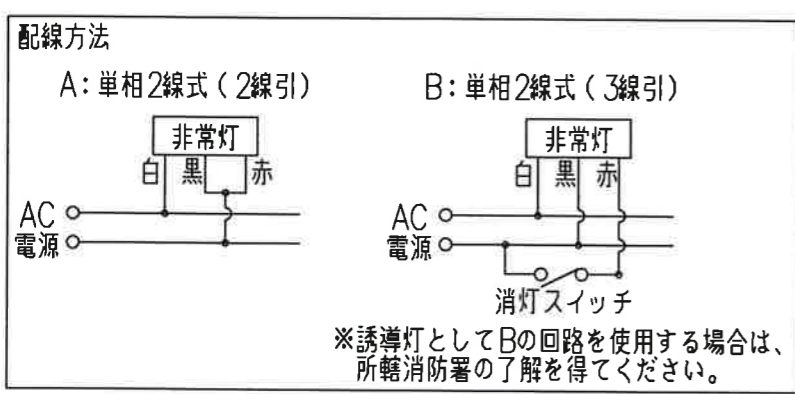 配線方法
A:単相2線式(2線引)
非常灯
白 黒 赤
AC
電源
B:単相2線式(3線引)
非常灯
白 黒 赤
AC
電源
消灯スイッチ
※誘導灯としてBの回路を使用する場合は、
所轄消防署の了解を得てください。